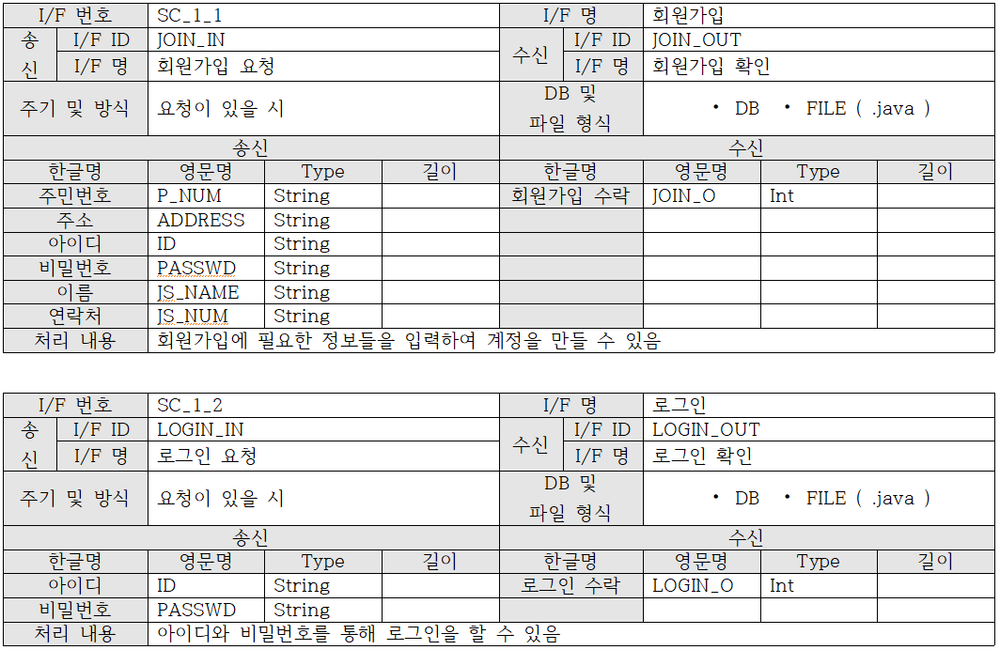 I/F 번호 SC_1_1 I/F 명 회원가입
송신 I/F ID JOIN_IN 수신 I/F ID JOIN_OUT
I/F 명 회원가입 요청 I/F 명 회원가입 확인
주기 및 방식 요청이 있을 시 DB 및 파일 형식 • DB • FILE ( .java )
송신 수신
한글명 영문명 Type 길이 한글명 영문명 Type 길이
주민번호 P_NUM String 회원가입 수락 JOIN_O Int
주소 ADDRESS String
아이디 ID String
비밀번호 PASSWD String
이름 JS_NAME String
연락처 JS_NUM String
처리 내용 회원가입에 필요한 정보들을 입력하여 계정을 만들 수 있음
I/F 번호 SC_1_2 I/F 명 로그인
송신 I/F ID LOGIN_IN 수신 I/F ID LOGIN_OUT
I/F 명 로그인 요청 I/F 명 로그인 확인
주기 및 방식 요청이 있을 시 DB 및 파일 형식 • DB • FILE ( .java )
송신 수신
한글명 영문명 Type 길이 한글명 영문명 Type 길이
아이디 ID String 로그인 수락 LOGIN_O Int
비밀번호 PASSWD String
처리 내용 아이디와 비밀번호를 통해 로그인을 할 수 있음